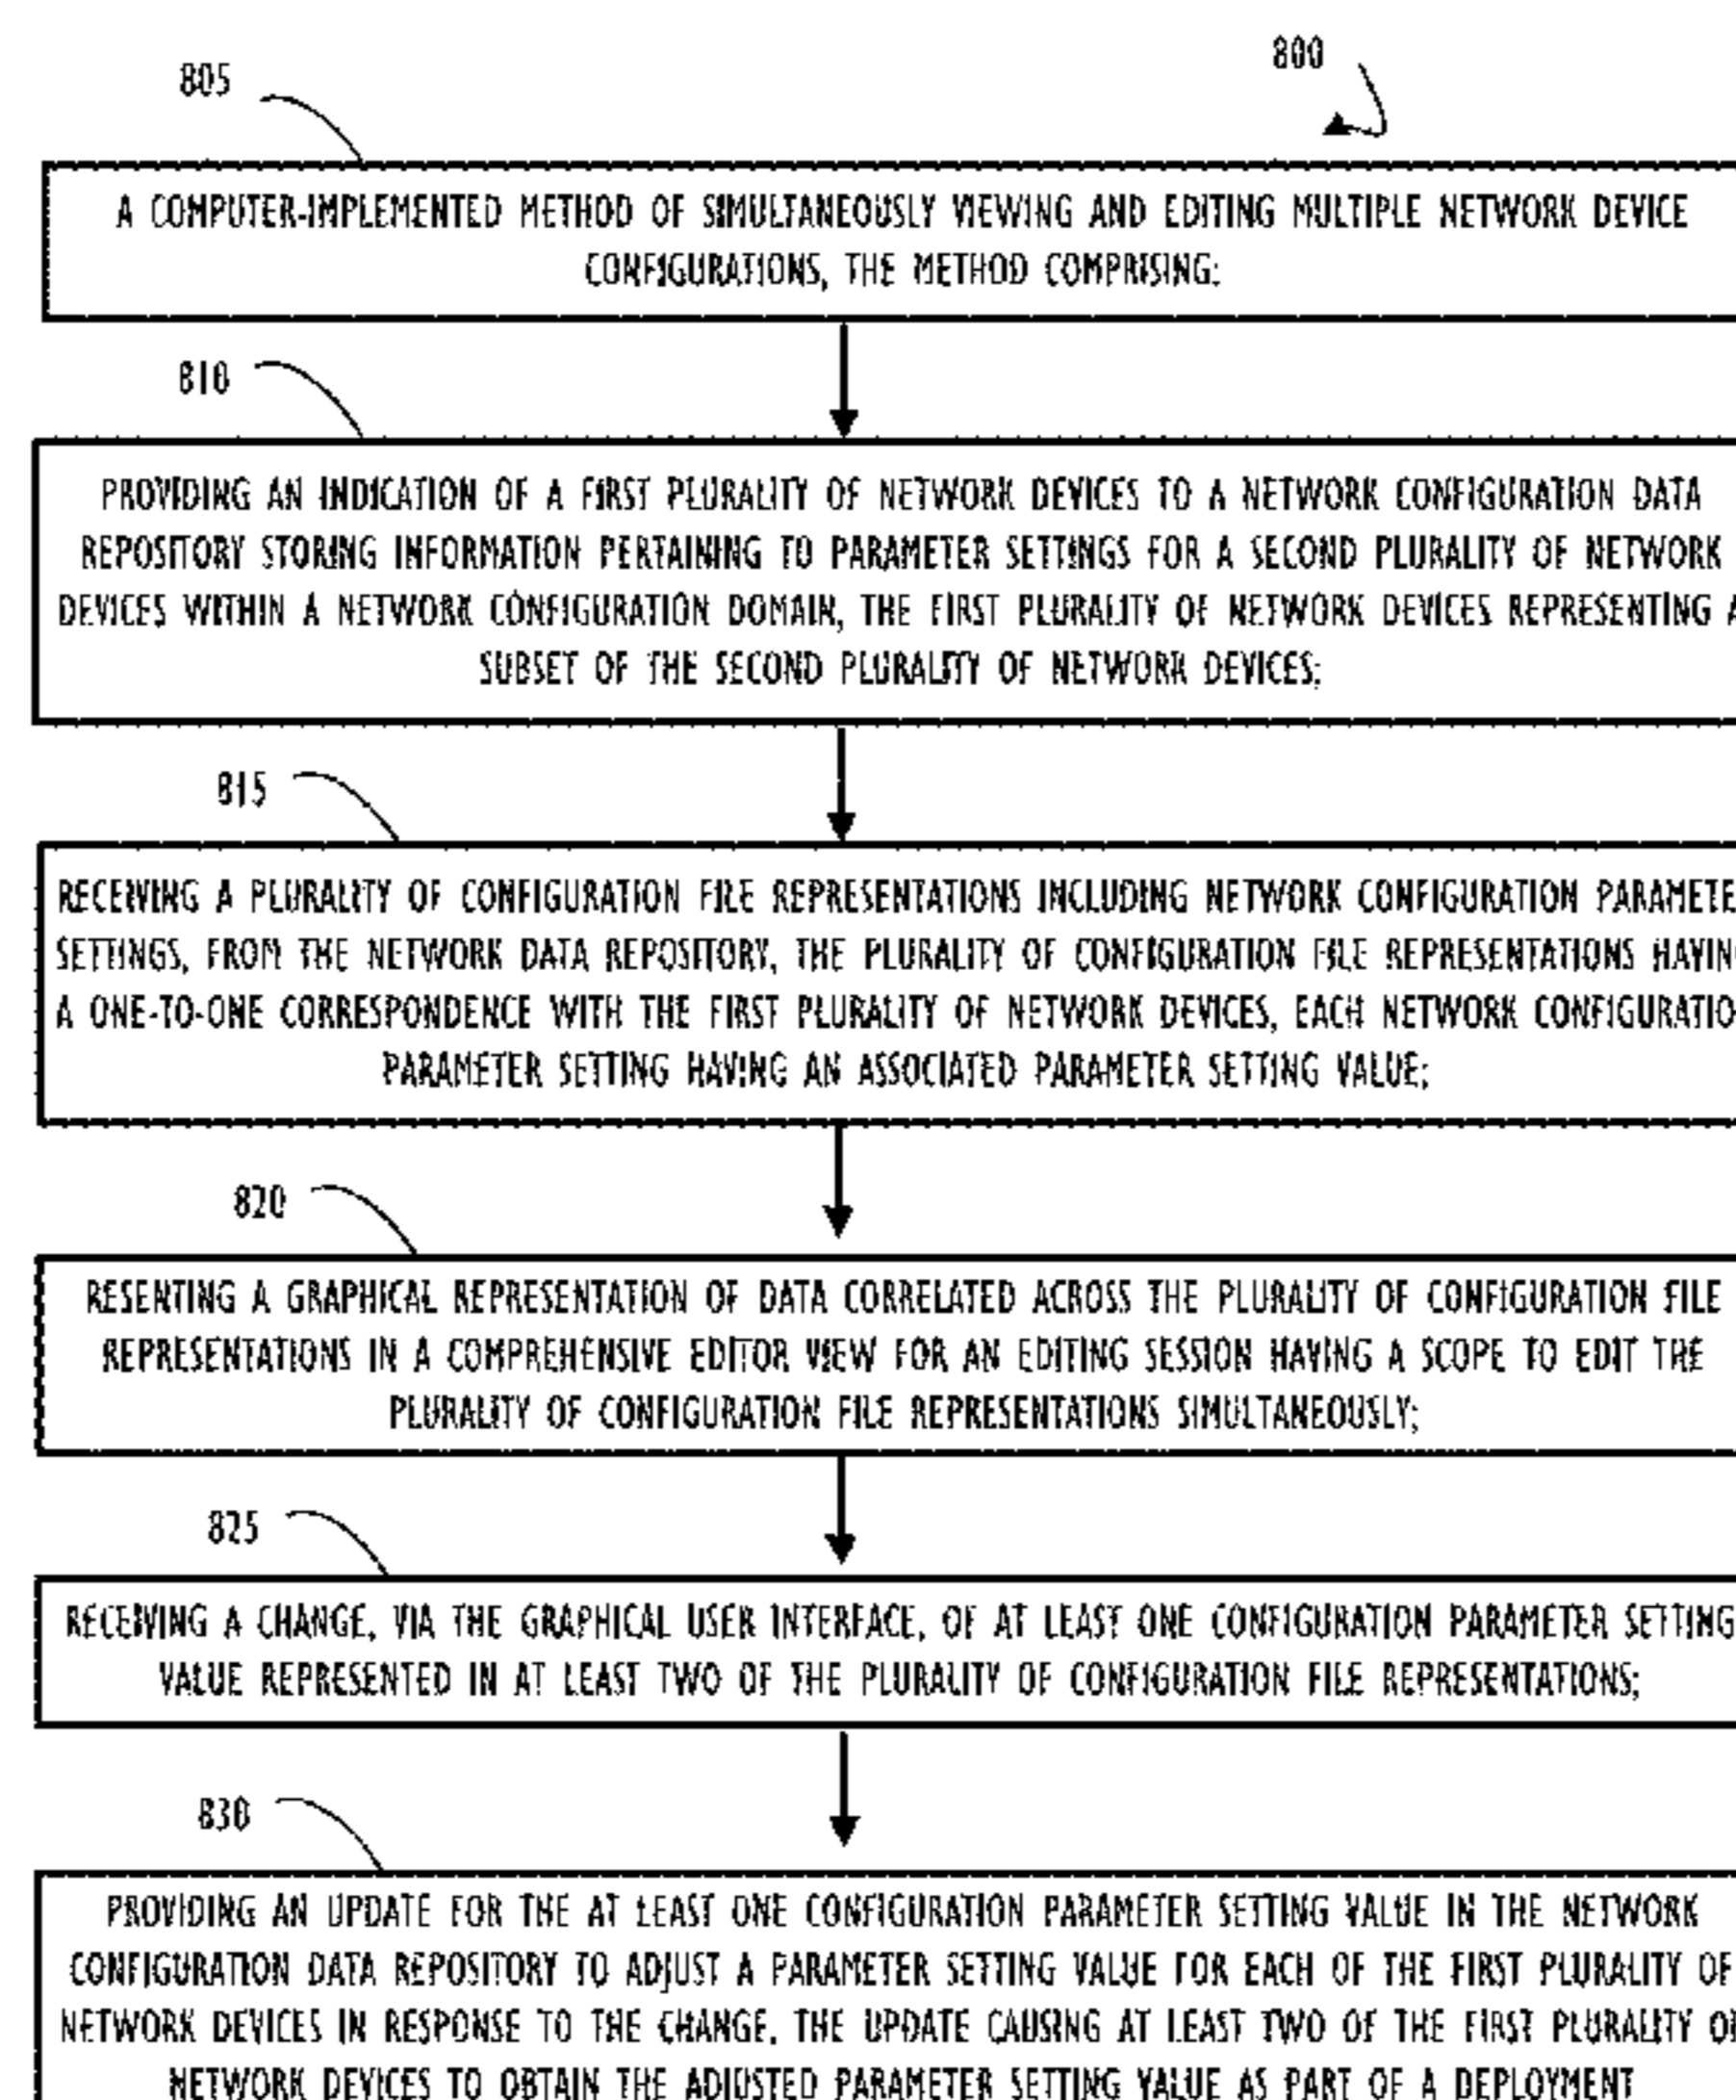 805
800
A COMPUTER-IMPLEMENTED METHOD OF SIMULTANEOUSLY VIEWING AND EDITING MULTIPLE NETWORK DEVICE
CONFIGURATIONS, THE METHOD COMPRISING:
810
PROVIDING AN INDICATION OF A FIRST PLURALITY OF NETWORK DEVICES TO A NETWORK CONFIGURATION DATA
REPOSITORY STORING INFORMATION PERTAINING TO PARAMETER SETTINGS FOR A SECOND PLURALITY OF NETWORK
DEVICES WITHIN A NETWORK CONFIGURATION DOMAIN, THE FIRST PLURALITY OF NETWORK DEVICES REPRESENTING A
SUBSET OF THE SECOND PLURALITY OF NETWORK DEVICES;
815
RECEIVING A PLURALITY OF CONFIGURATION FILE REPRESENTATIONS INCLUDING NETWORK CONFIGURATION PARAMETE
SETTINGS, FROM THE NETWORK DATA REPOSITORY, THE PLURALITY OF CONFIGURATION FILE REPRESENTATIONS HAVIN
A ONE-TO-ONE CORRESPONDENCE WITH THE FIRST PLURALITY OF NETWORK DEVICES, EACH NETWORK CONFIGURATIO
PARAMETER SETTING HAVING AN ASSOCIATED PARAMETER SETTING VALUE;
820
RESENTING A GRAPHICAL REPRESENTATION OF DATA CORRELATED ACROSS THE PLURALITY OF CONFIGURATION FILE
REPRESENTATIONS IN A COMPREHENSIVE EDITOR VIEW FOR AN EDITING SESSION HAVING A SCOPE TO EDIT THE
PLURALITY OF CONFIGURATION FILE REPRESENTATIONS SIMULTANEOUSLY;
825
RECEIVING A CHANGE, VIA THE GRAPHICAL USER INTERFACE, OF AT LEAST ONE CONFIGURATION PARAMETER SETTING
VALUE REPRESENTED IN AT LEAST TWO OF THE PLURALITY OF CONFIGURATION FILE REPRESENTATIONS;
830
PROVIDING AN UPDATE FOR THE AT LEAST ONE CONFIGURATION PARAMETER SETTING VALUE IN THE NETWORK
CONFIGURATION DATA REPOSITORY TO ADJUST A PARAMETER SETTING VALUE FOR EACH OF THE FIRST PLURALITY OF
NETWORK DEVICES IN RESPONSE TO THE CHANGE, THE UPDATE CAUSING AT LEAST TWO OF THE FIRST PLURALITY OF
NETWORK DEVICES TO OBTAIN THE ADJUSTED PARAMETER SETTING VALUE AS PART OF A DEPLOYMENT